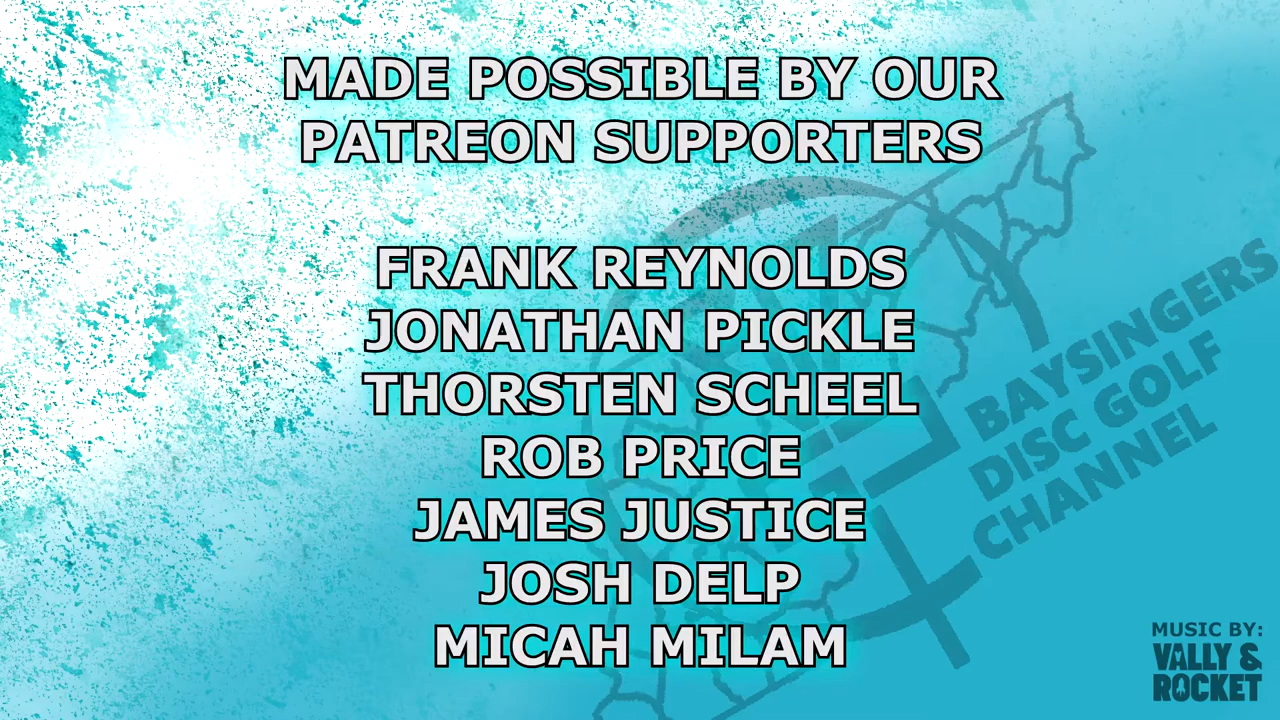 MADE POSSIBLE BY OUR
PATREON SUPPORTERS
FRANK REYNOLDS
JONATHAN PICKLE
THORSTEN SCHEEL
ROB PRICE
JAMES JUSTICE
JOSH DELP
MICAH MILAM
BAYSINGERS
DISC GOLF
CHANNEL
MUSIC BY:
VALLY &
ROCKET